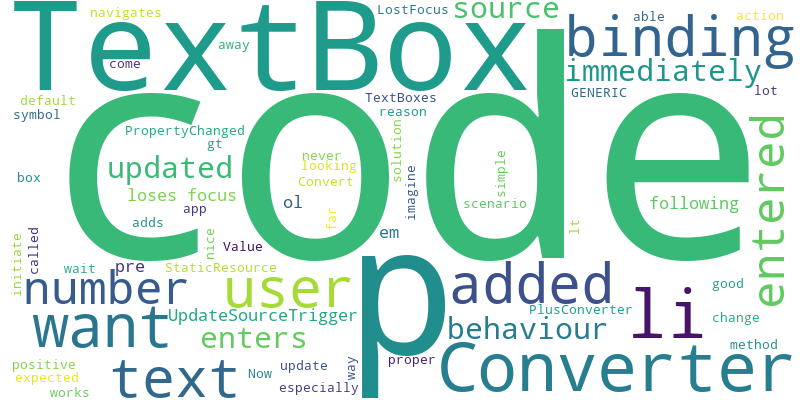 navigates
LostFocus
source
able
action
TextBox
away
binding
come
immediately
default
TextBoxes
GENERIC
lot
symbol
reason
code
PropertyChanged
gt
entered
updated
never
looking
solution
simple
box
loses focus
Convert
imagine
following
app
ol
far
scenario
adds
em
lt
initiate
called
nice
Value
wait
pre
StaticResource
p
added
number
user
li
good
want
UpdateSourceTrigger
PlusConverter
change
enters
behaviour
method
positive
text
Now
update
way
proper
Converter
expected
works
especially